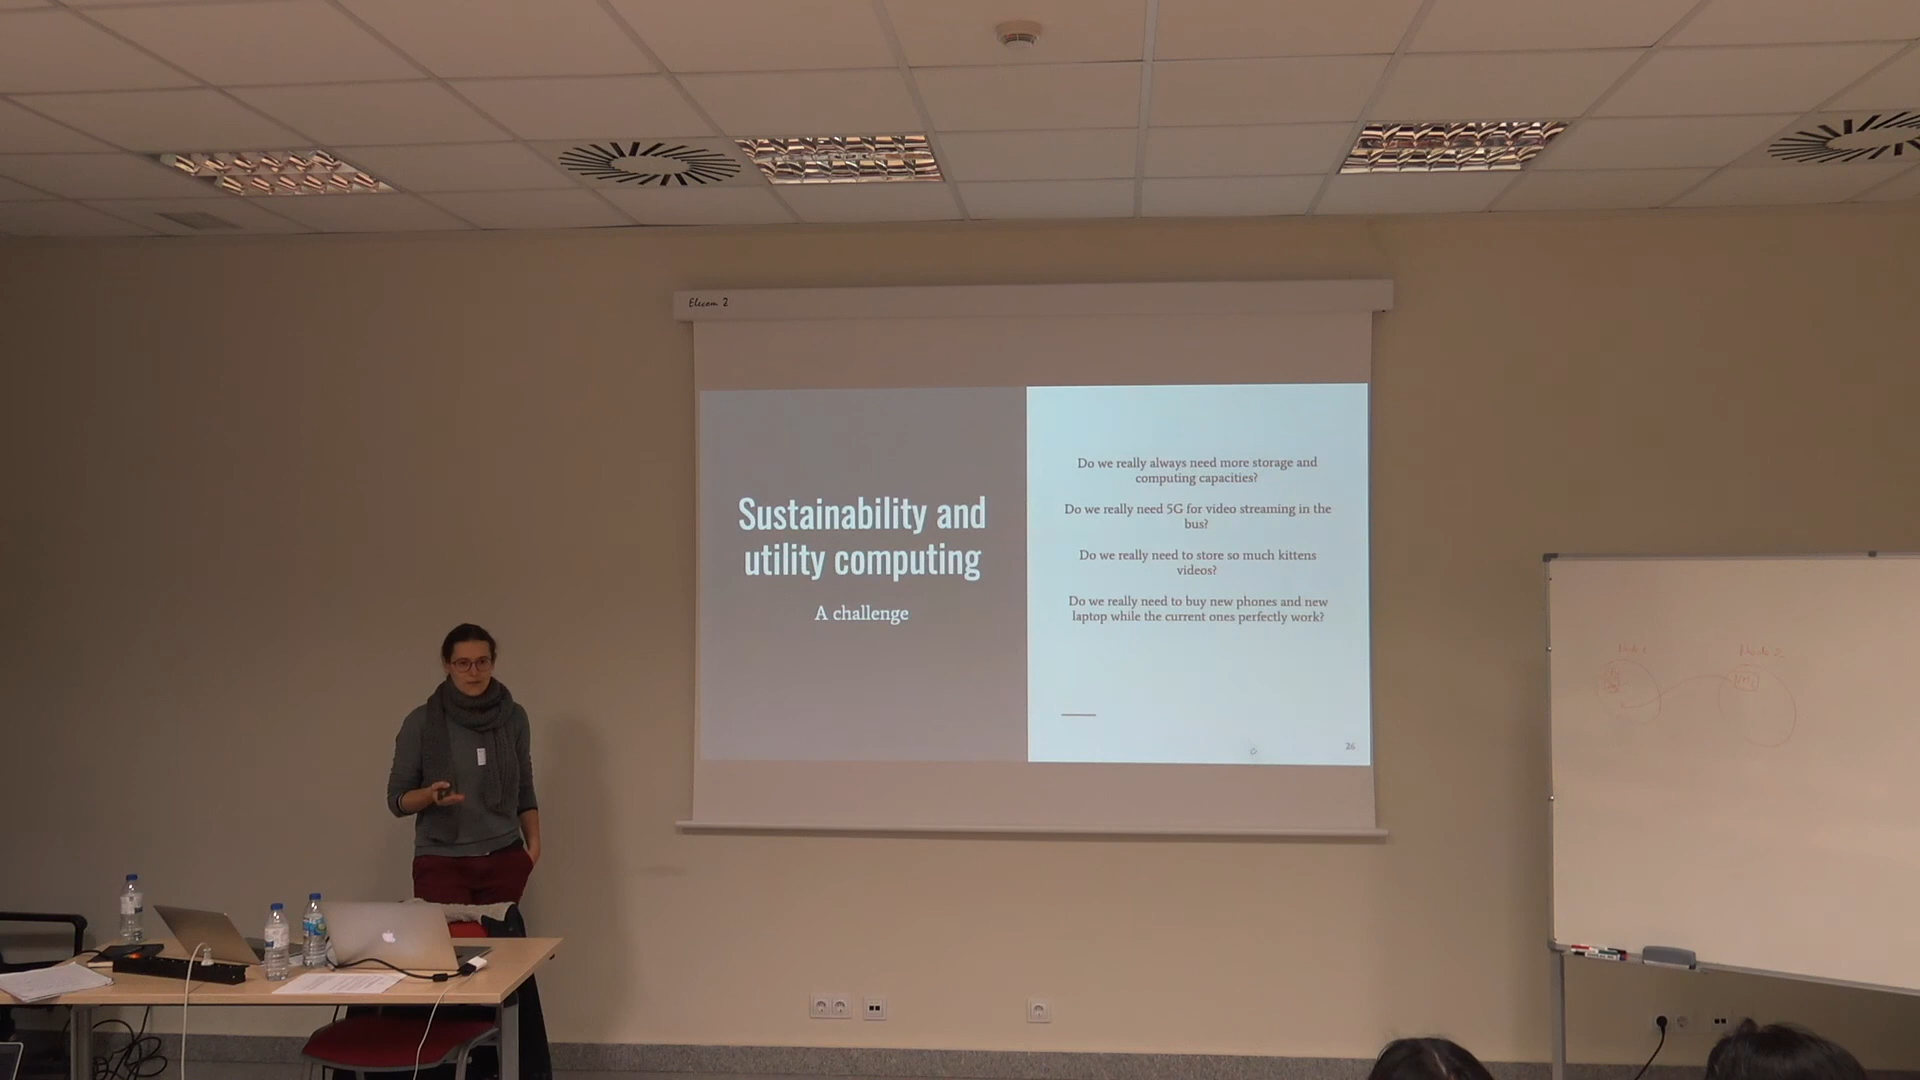 Elecom 2
Sustainability and
utility computing
A challenge
Do we really always need more storage and
computing capacities?
Do we really need 5G for video streaming in the
bus?
Do we really need to store so much kittens
videos?
Do we really need to buy new phones and new
laptop while the current ones perfectly work?
26